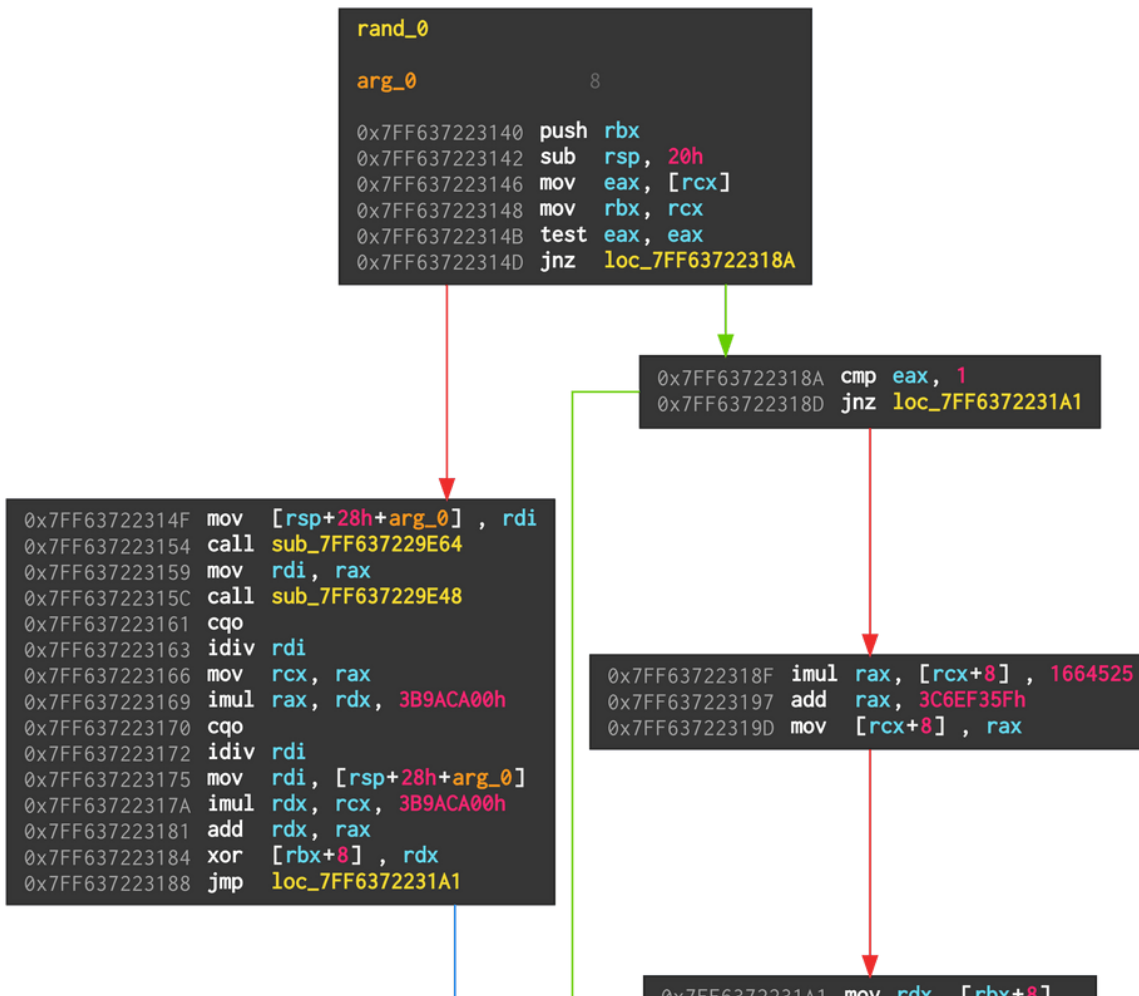 rand_0
arg_0 8
0x7FF637223140 push rbx
0x7FF637223142 sub rsp, 20h
0x7FF637223146 mov eax, [rcx]
0x7FF637223148 mov rbx, rcx
0x7FF63722314B test eax, eax
0x7FF63722314D jnz loc_7FF63722318A
0x7FF63722318A cmp eax, 1
0x7FF63722318D jnz loc_7FF6372231A1
0x7FF63722314F mov [rsp+28h+arg_0] , rdi
0x7FF637223154 call sub_7FF637229E64
0x7FF637223159 mov rdi, rax
0x7FF63722315C call sub_7FF637229E48
0x7FF637223161 cqo
0x7FF637223163 idiv rdi
0x7FF637223166 mov rcx, rax
0x7FF637223169 imul rax, rdx, 3B9ACA00h
0x7FF637223170 cqo
0x7FF637223172 idiv rdi
0x7FF637223175 mov rdi, [rsp+28h+arg_0]
0x7FF63722317A imul rdx, rcx, 3B9ACA00h
0x7FF637223181 add rdx, rax
0x7FF637223184 xor [rbx+8] , rdx
0x7FF637223188 jmp loc_7FF6372231A1
0x7FF63722318F imul rax, [rcx+8] , 1664525
0x7FF637223197 add rax, 3C6EF35Fh
0x7FF63722319D mov [rcx+8] , rax
0x7FF6372231A1 mov rdx, [rbx+8]